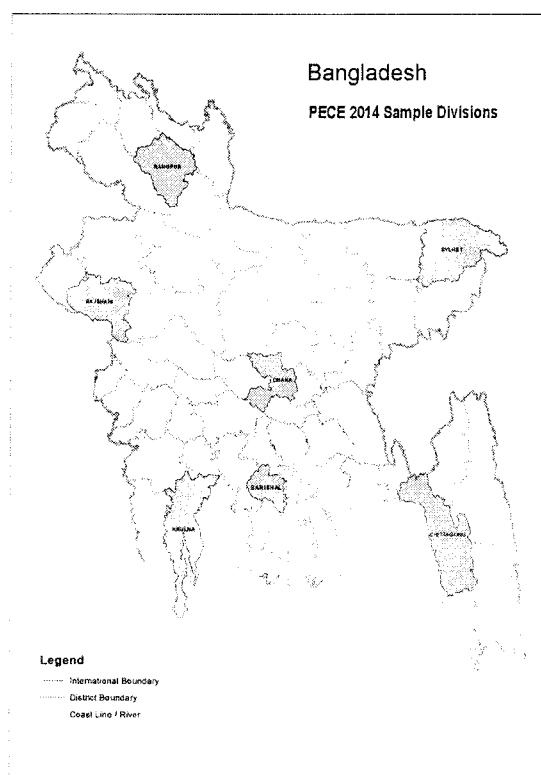 Bangladesh
PECE 2014 Sample Divisions
RANGPUR
SYLHET
RAJSHAHI
DHAKA
BARISHAL
KHULNA
CHITTAGONG
Legend
International Boundary
District Boundary
Coast Line / River